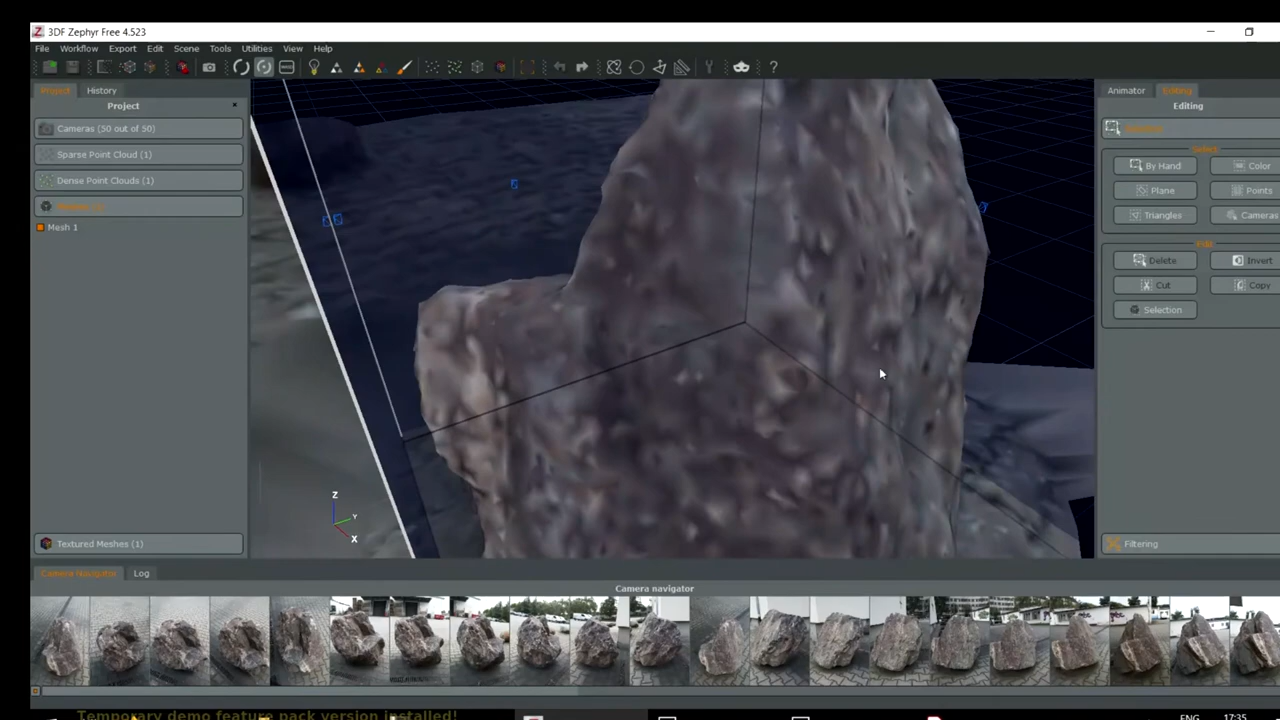 3DF Zephyr Free 4.523
File Workflow Export Edit Scene Tools Utilities View Help
Project History
Project
Cameras (50 out of 50)
Sparse Point Cloud (1)
Dense Point Clouds (1)
Mesh 1
Textured Meshes (1)
Z
Y
X
Animator Editing
Editing
Select
By Hand Color
Plane Points
Triangles Cameras
Edit
Delete Invert
Cut Copy
Selection
Filtering
Camera Navigator Log
Camera navigator
Temporary demo feature pack version installed!
ENG 17:35